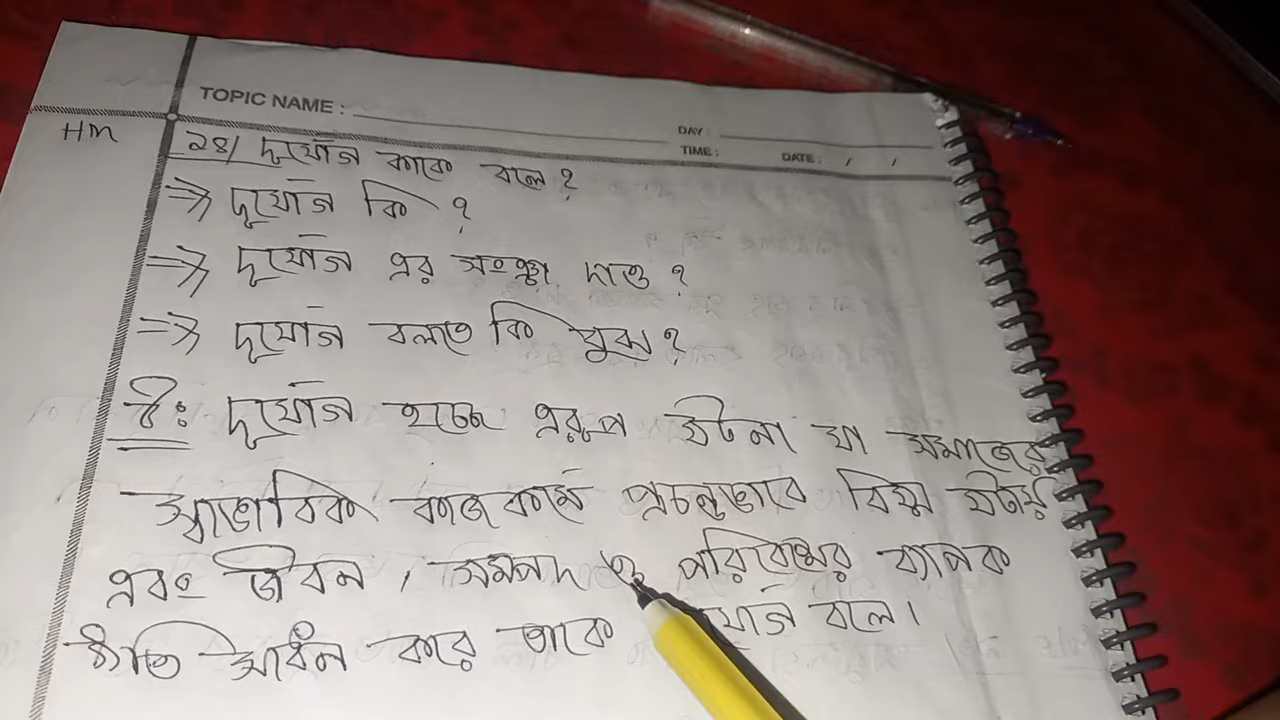 TOPIC NAME :
DAY :
TIME : DATE : / /
HM
২৪/ দূর্যোগ কাকে বলে ?
=> দূর্যোগ কি ?
=> দূর্যোগ এর সংজ্ঞা দাও ?
=> দূর্যোগ বলতে কি বুঝ ?
উঃ দূর্যোগ হচ্ছে এরূপ ঘটনা যা সমাজের
স্বাভাবিক কাজকর্মে প্রচন্ডভাবে বিঘ্ন ঘটায়
এবং জীবন , সম্পদ ও পরিবেশের ব্যাপক
ক্ষতি সাধন করে তাকে যোগ বলে।